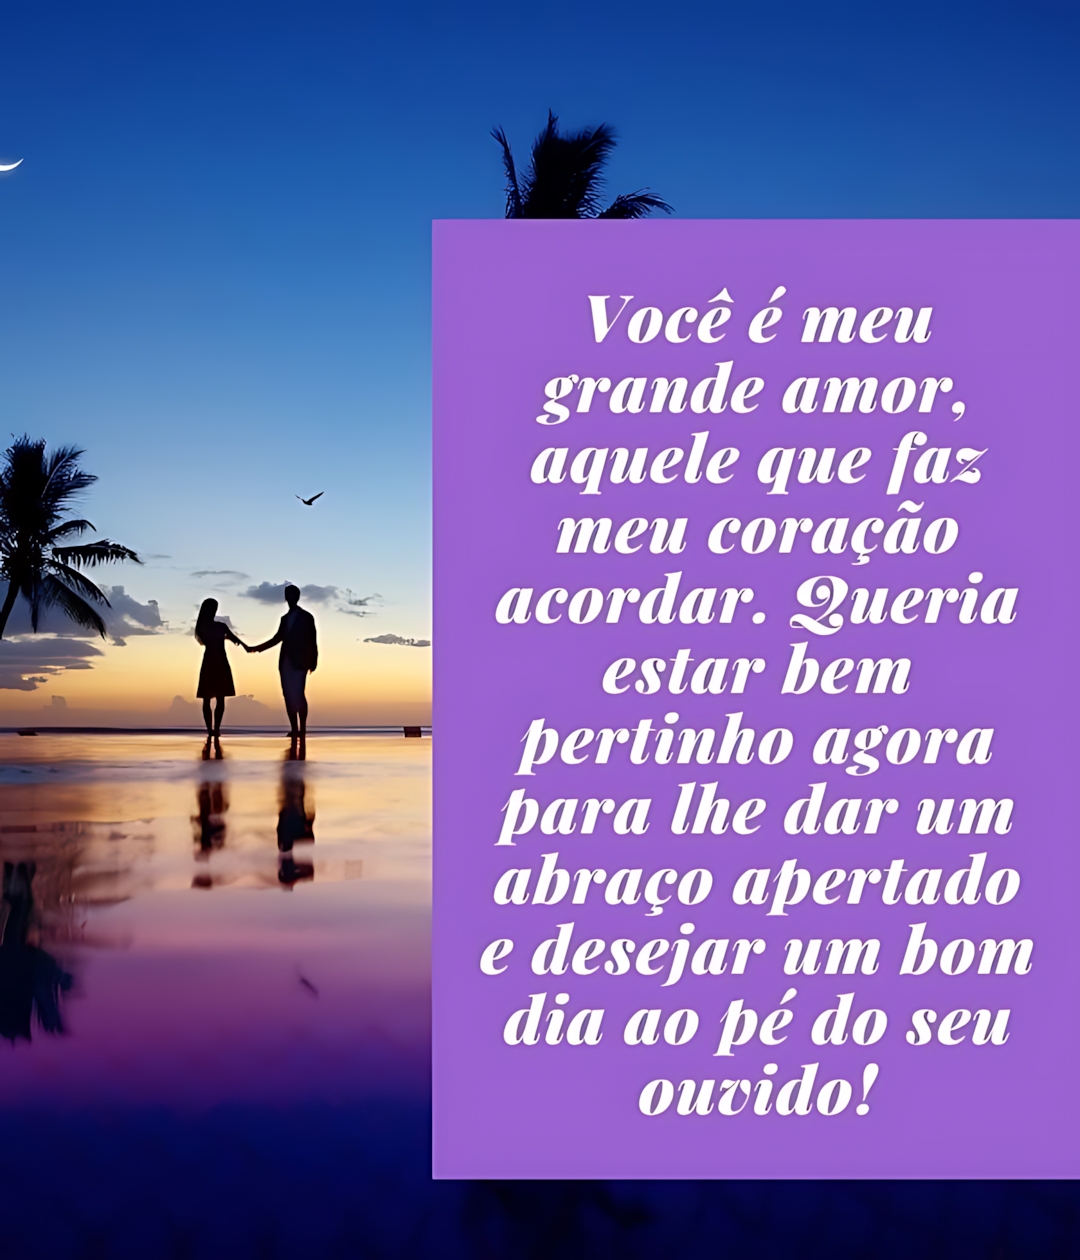 Você é meu
grande amor,
aquele que faz
meu coração
acordar. Queria
estar bem
pertinho agora
para lhe dar um
abraço apertado
e desejar um bom
dia ao pé do seu
ouvido!